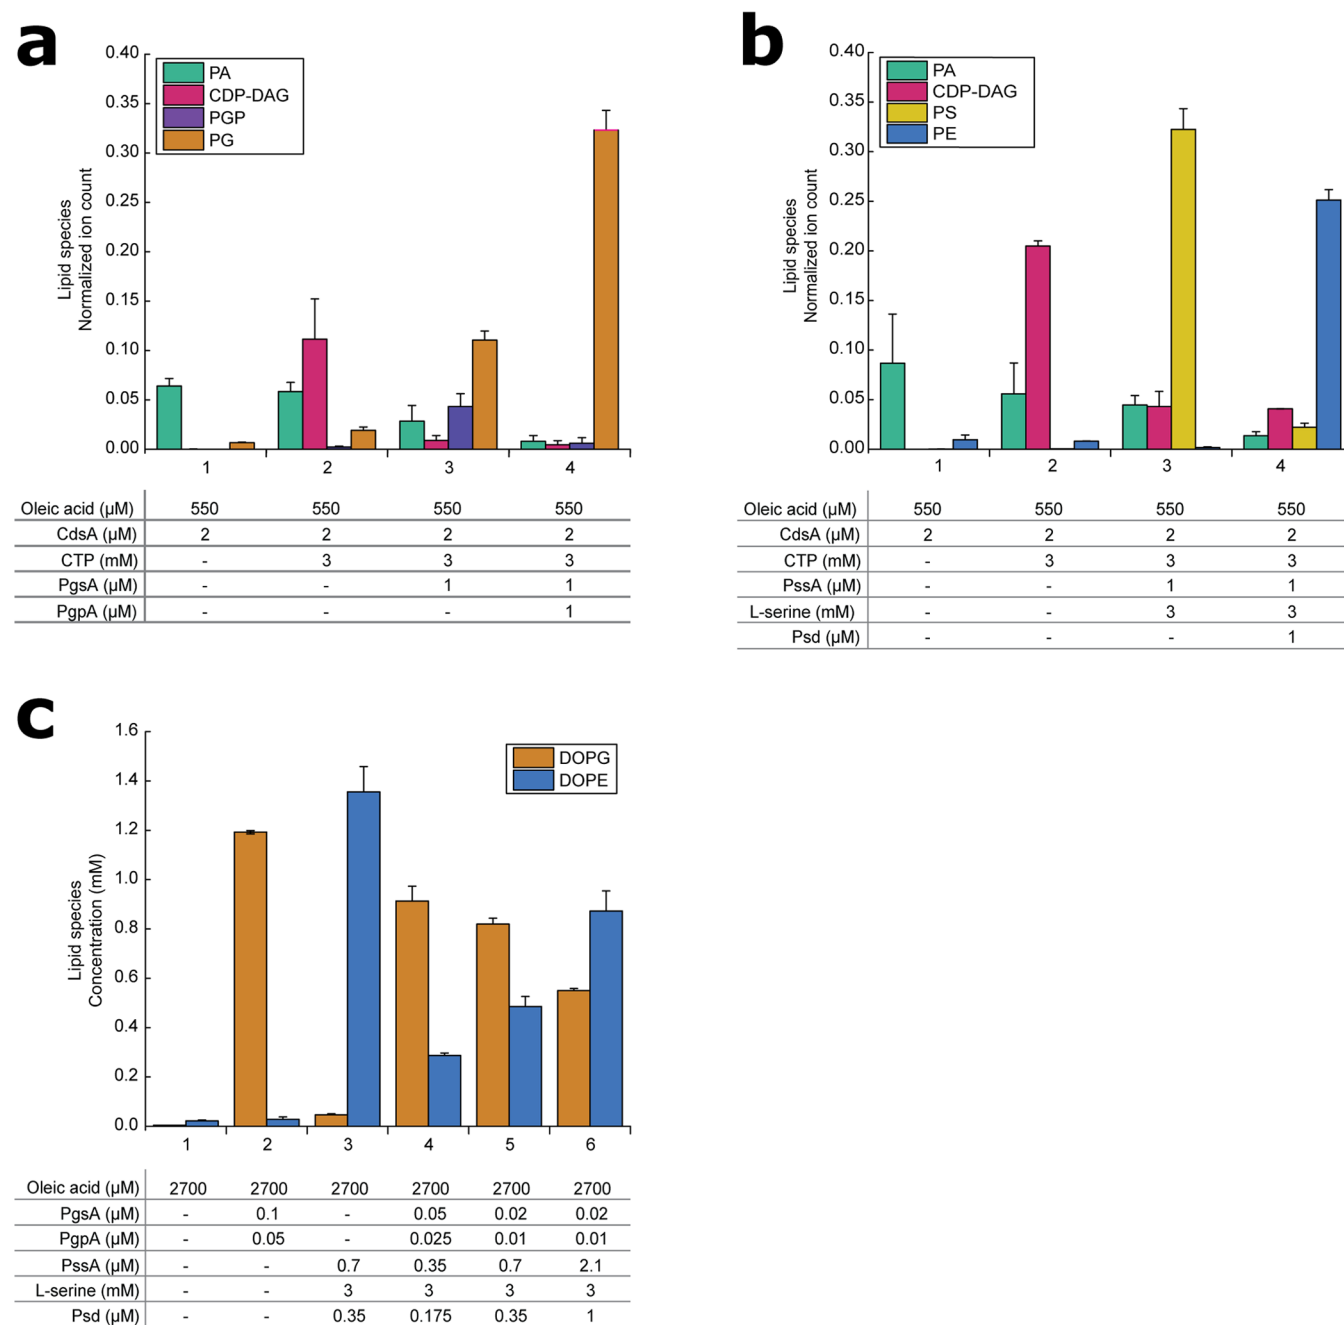 a
Lipid species
Normalized ion count
0.40
0.35
0.30
0.25
0.20
0.15
0.10
0.05
0.00
PA
CDP-DAG
PGP
PG
1 2 3 4
Oleic acid (µM) 550 550 550 550
CdsA (µM) 2 2 2 2
CTP (mM) - 3 3 3
PgsA (µM) - - 1 1
PgpA (µM) - - - 1
b
Lipid species
Normalized ion count
0.40
0.35
0.30
0.25
0.20
0.15
0.10
0.05
0.00
PA
CDP-DAG
PS
PE
1 2 3 4
Oleic acid (µM) 550 550 550 550
CdsA (µM) 2 2 2 2
CTP (mM) - 3 3 3
PssA (µM) - - 1 1
L-serine (mM) - - 3 3
Psd (µM) - - - 1
c
Lipid species
Concentration (mM)
1.6
1.4
1.2
1.0
0.8
0.6
0.4
0.2
0.0
DOPG
DOPE
1 2 3 4 5 6
Oleic acid (µM) 2700 2700 2700 2700 2700 2700
PgsA (µM) - 0.1 - 0.05 0.02 0.02
PgpA (µM) - 0.05 - 0.025 0.01 0.01
PssA (µM) - - 0.7 0.35 0.7 2.1
L-serine (mM) - - 3 3 3 3
Psd (µM) - - 0.35 0.175 0.35 1